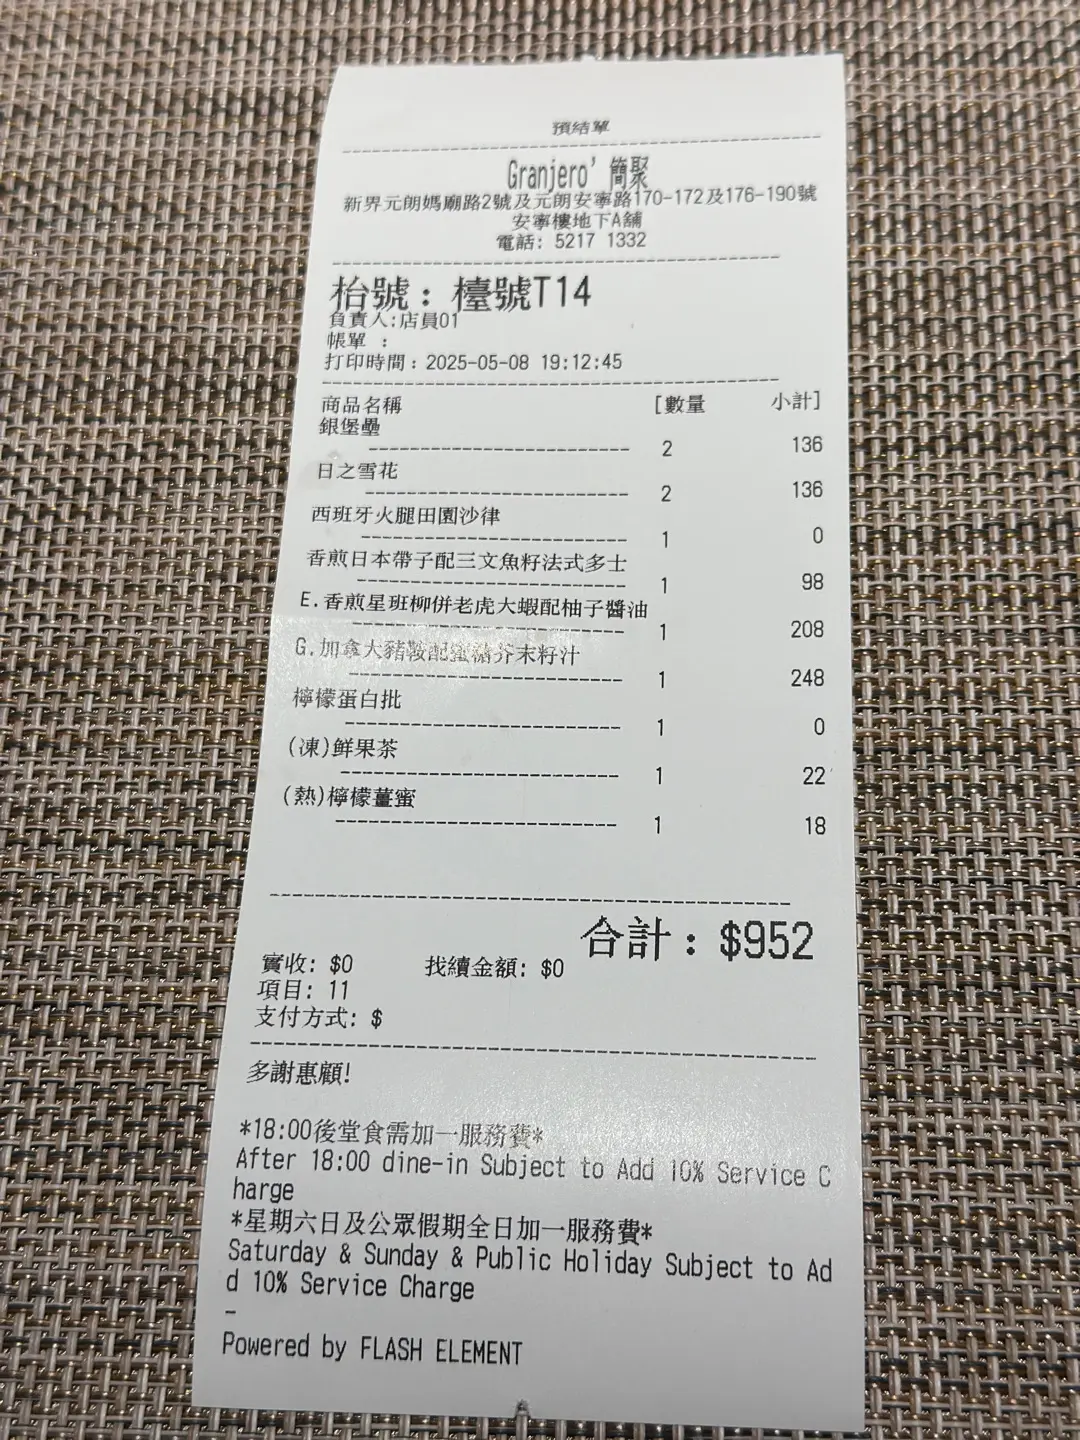 預結單
Granjero' 簡聚
新界元朗媽廟路2號及元朗安寧路170-172及176-190號
安寧樓地下A舖
電話: 5217 1332
枱號：檯號T14
負責人:店員01
帳單 ：
打印時間：2025-05-08 19:12:45
商品名稱 [數量 小計]
銀堡壘
2 136
日之雪花
2 136
西班牙火腿田園沙律
1 0
香煎日本帶子配三文魚籽法式多士
1 98
E.香煎星班柳併老虎大蝦配柚子醬油
1 208
G.加拿大豬鞍配蜜糖芥末籽汁
1 248
檸檬蛋白批
1 0
(凍)鮮果茶
1 22
(熱)檸檬薑蜜
1 18
合計：$952
實收: $0 找續金額: $0
項目: 11
支付方式: $
多謝惠顧!
*18:00後堂食需加一服務費*
After 18:00 dine-in Subject to Add 10% Service C
harge
*星期六日及公眾假期全日加一服務費*
Saturday & Sunday & Public Holiday Subject to Ad
d 10% Service Charge
-
Powered by FLASH ELEMENT